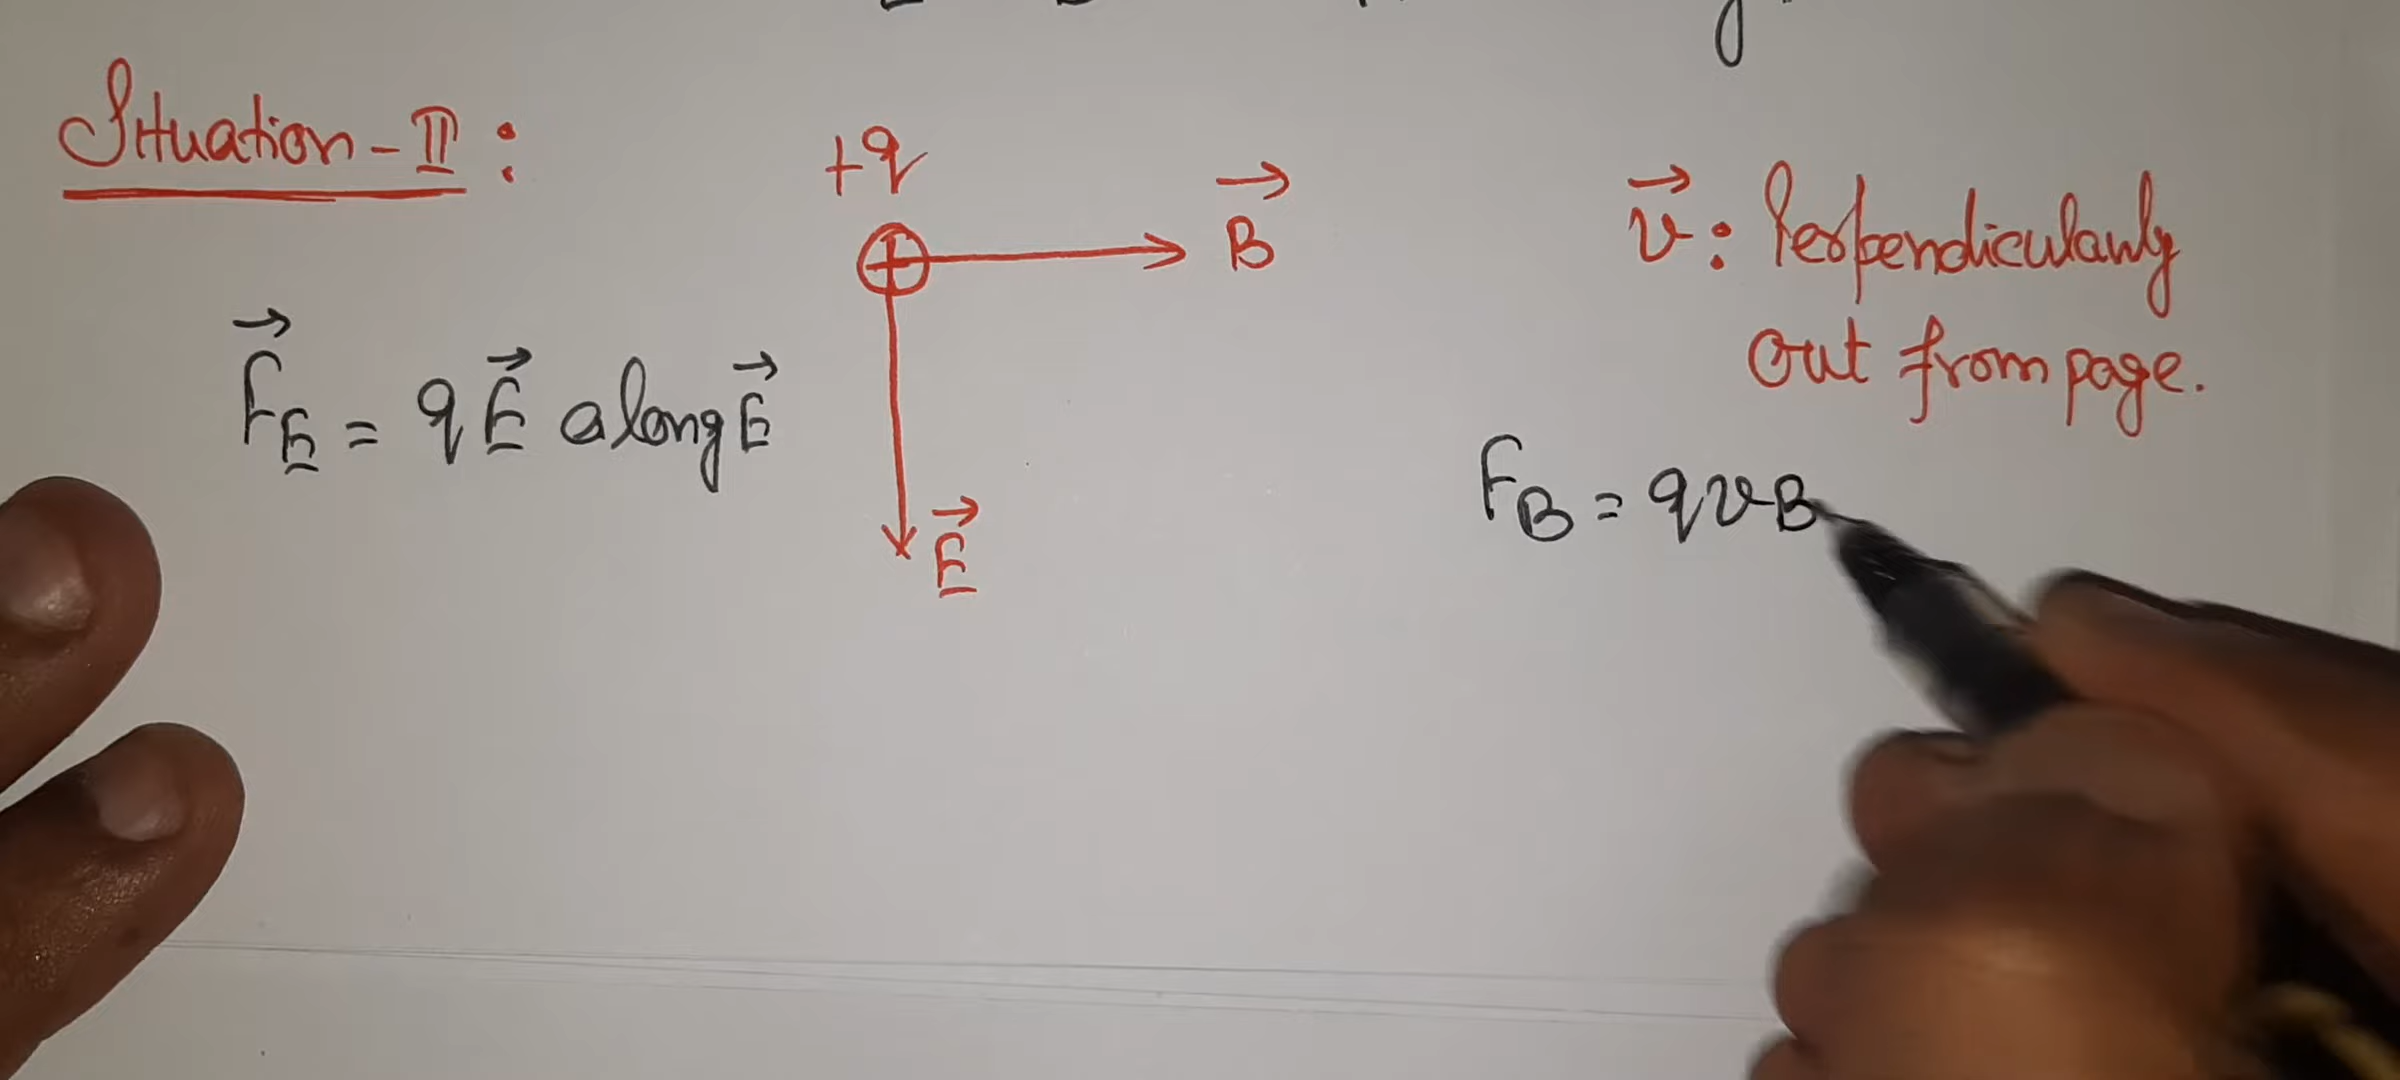 Situation-II :
+q
B
v : Perpendicularly
out from page.
F_E = qE along E
E
F_B = qvB